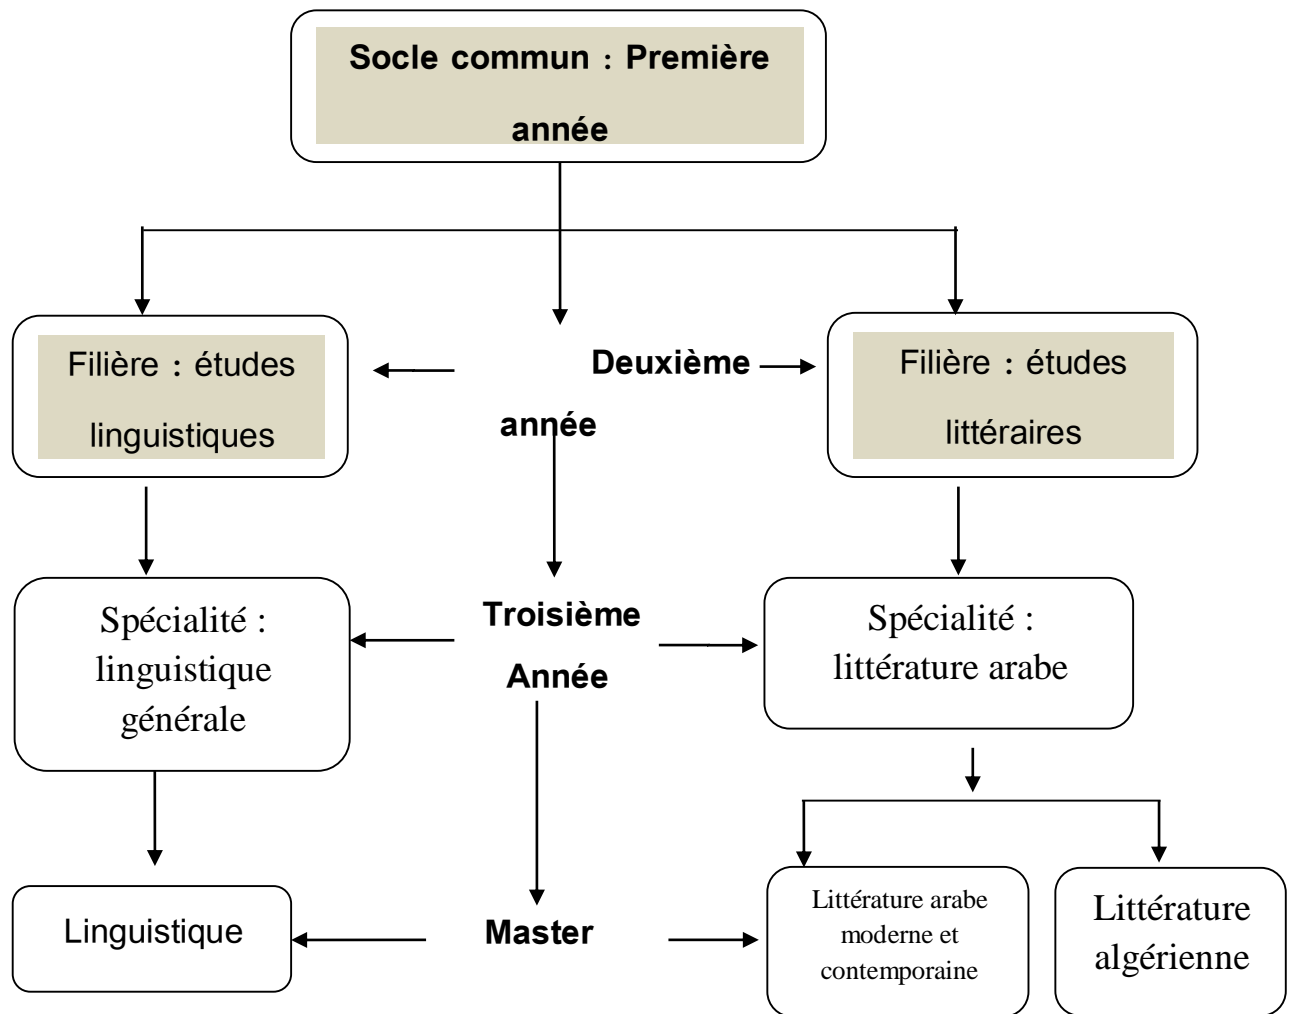 Socle commun : Première
année
Filière : études
linguistiques
Deuxième
année
Filière : études
littéraires
Spécialité :
linguistique
générale
Troisième
Année
Spécialité :
littérature arabe
Linguistique
Master
Littérature arabe
moderne et
contemporaine
Littérature
algérienne